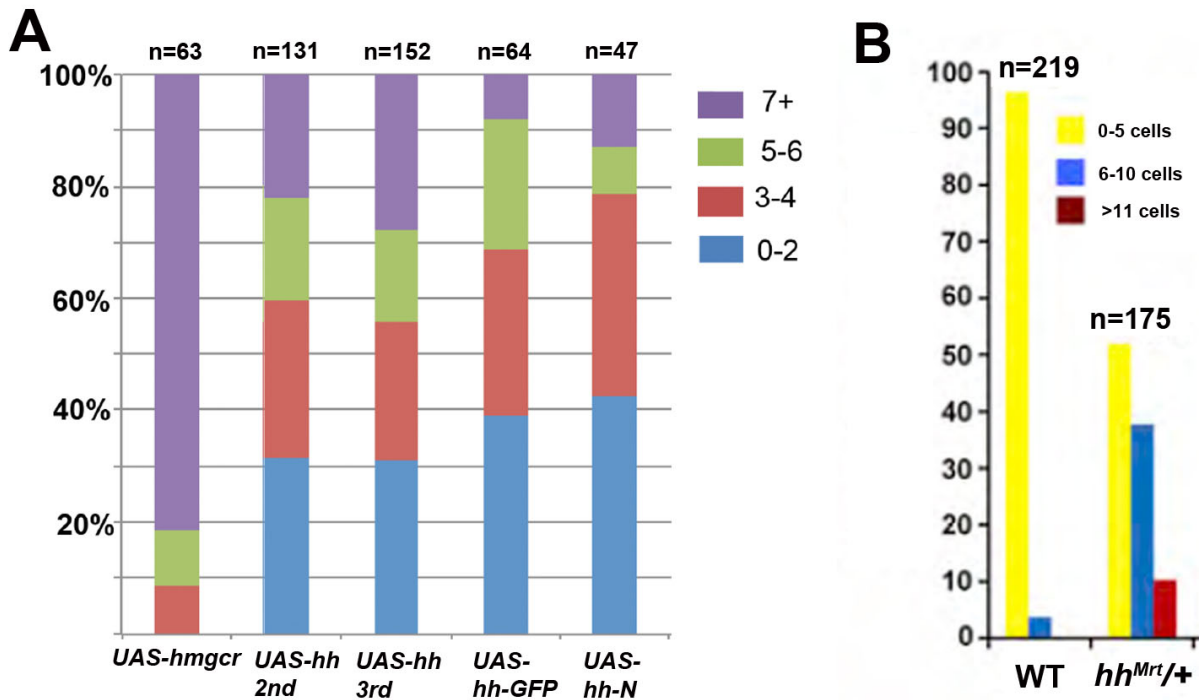 A
n=63 n=131 n=152 n=64 n=47
100%
80%
60%
40%
20%
7+
5-6
3-4
0-2
UAS-hmgcr
UAS-hh
2nd
UAS-hh
3rd
UAS-
hh-GFP
UAS-
hh-N
B
n=219
100
90
80
70
60
50
40
30
20
10
0
0-5 cells
6-10 cells
>11 cells
n=175
WT
hhMrt/+